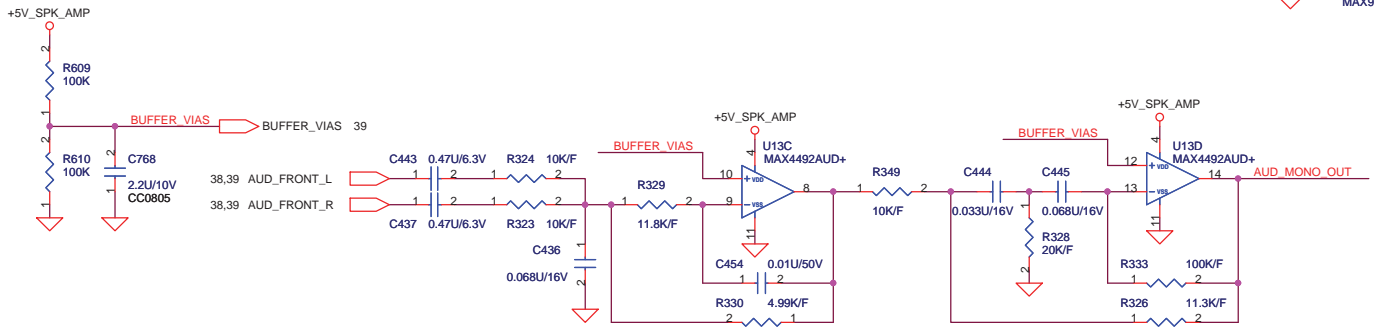 MAX9
+5V_SPK_AMP
2
R609
100K
1
BUFFER_VIAS
BUFFER_VIAS 39
2
R610
100K
1
2
C768
2.2U/10V
CC0805
1
38,39 AUD_FRONT_L
38,39 AUD_FRONT_R
C443 0.47U/6.3V
1 2
R324 10K/F
1 2
1 2
C437 0.47U/6.3V
1 2
R323 10K/F
C436
0.068U/16V
1
2
1 R329 2
11.8K/F
BUFFER_VIAS
+5V_SPK_AMP
4
U13C
MAX4492AUD+
10
+ VDD
9
- VSS
8
11
C454 0.01U/50V
1 2
R330 4.99K/F
2 1
R349
1 2
10K/F
C444
1 2
0.033U/16V
C445
1 2
0.068U/16V
1
R328
20K/F
2
BUFFER_VIAS
+5V_SPK_AMP
4
U13D
MAX4492AUD+
12
+ VDD
13
- VSS
14
11
AUD_MONO_OUT
R333 100K/F
1 2
R326 11.3K/F
1 2